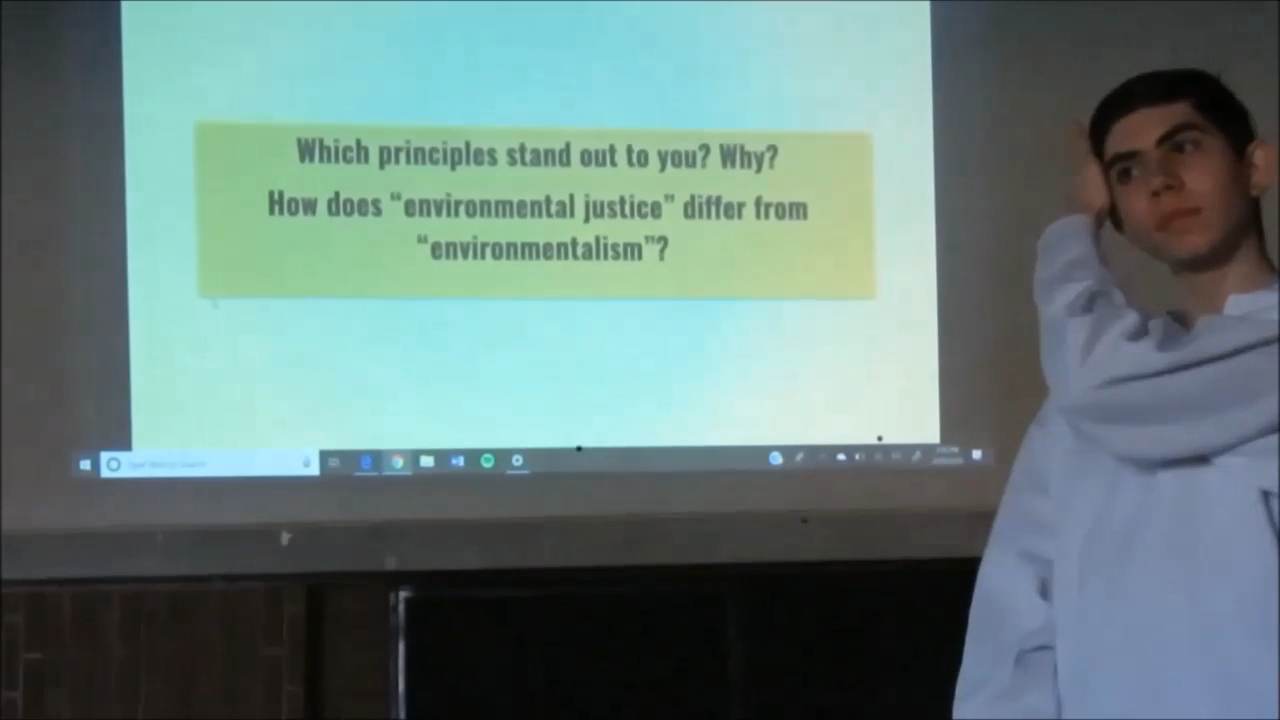 Which principles stand out to you? Why?
How does “environmental justice” differ from
“environmentalism”?